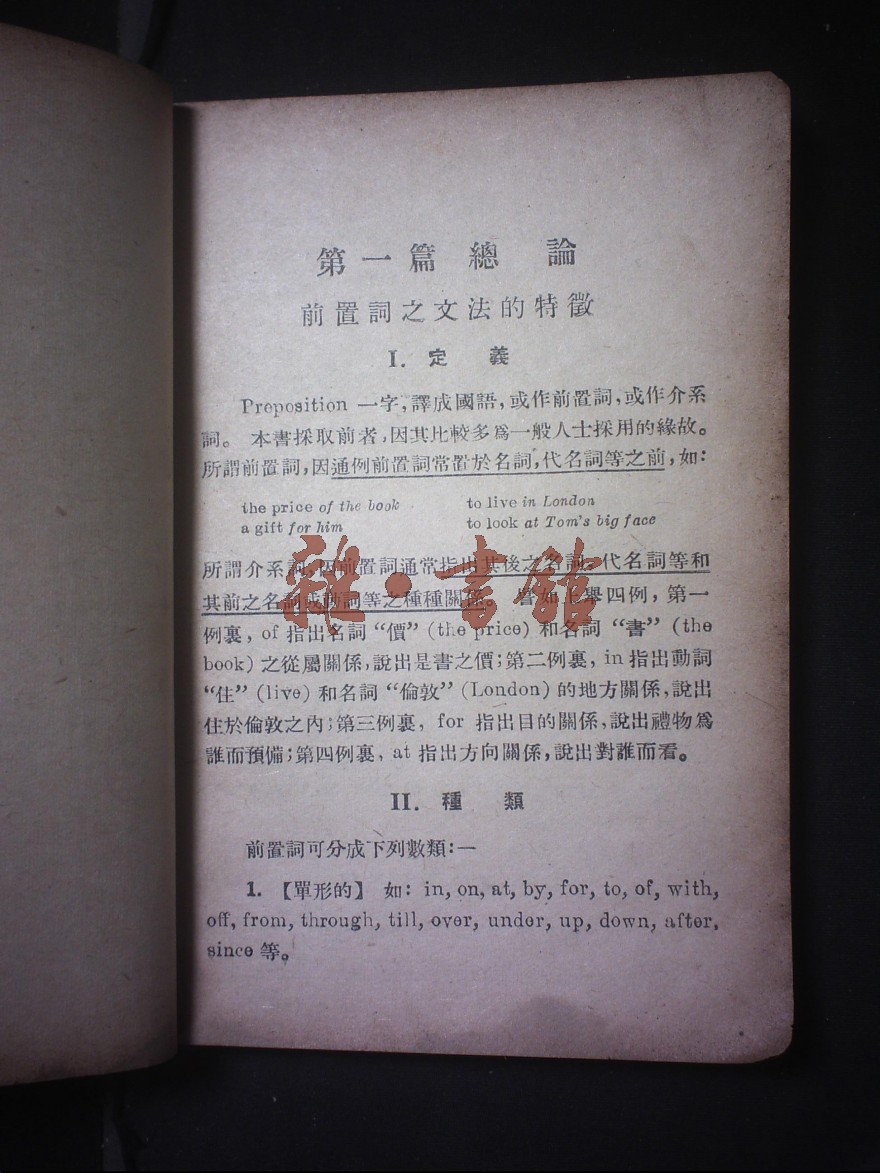 第一篇 總 論
前置詞之文法的特徵
I. 定 義
Preposition 一字，譯成國語，或作前置詞，或作介系
詞。 本書採取前者，因其比較多爲一般人士採用的緣故。
所謂前置詞，因通例前置詞常置於名詞，代名詞等之前，如：
the price of the book to live in London
a gift for him to look at Tom's big face
所謂介系詞，因前置詞通常指出其後之名詞，代名詞等和
其前之名詞或動詞等之種種關係。 譬如 舉四例，第一
例裏，of 指出名詞“價”(the price) 和名詞“書”(the
book) 之從屬關係，說出是書之價；第二例裏，in 指出動詞
“住”(live) 和名詞“倫敦”(London) 的地方關係，說出
住於倫敦之內；第三例裏，for 指出目的關係，說出禮物爲
誰而預備；第四例裏，at 指出方向關係，說出對誰而看。
雜·書館
II. 種 類
前置詞可分成下列數類：—
1. 【單形的】 如：in, on, at, by, for, to, of, with,
off, from, through, till, over, under, up, down, after,
since 等。